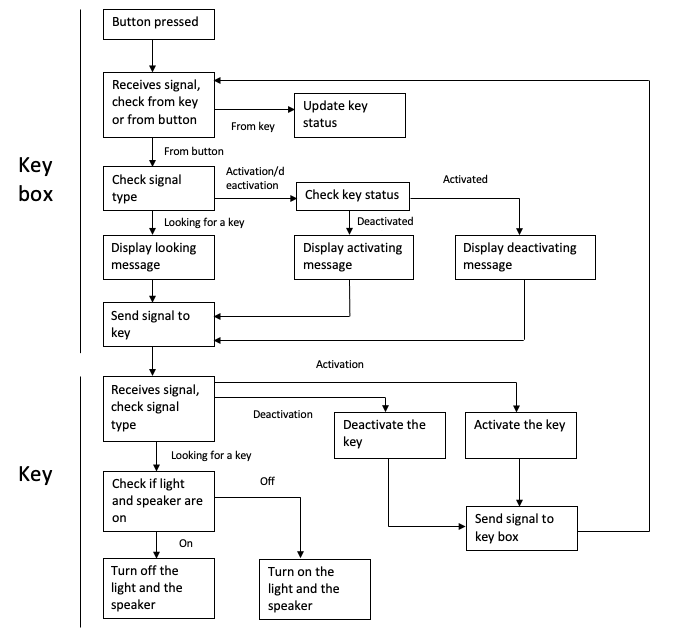 Button pressed
Receives signal,
check from key
or from button
Update key
status
From key
From button
Key
box
Check signal
type
Activation/d
eactivation
Check key status
Activated
Looking for a key
Deactivated
Display looking
message
Display activating
message
Display deactivating
message
Send signal to
key
Activation
Receives signal,
check signal
type
Deactivation
Deactivate the
key
Activate the key
Looking for a key
Key
Check if light
and speaker are
on
Off
Send signal to
key box
On
Turn off the
light and the
speaker
Turn on the
light and the
speaker